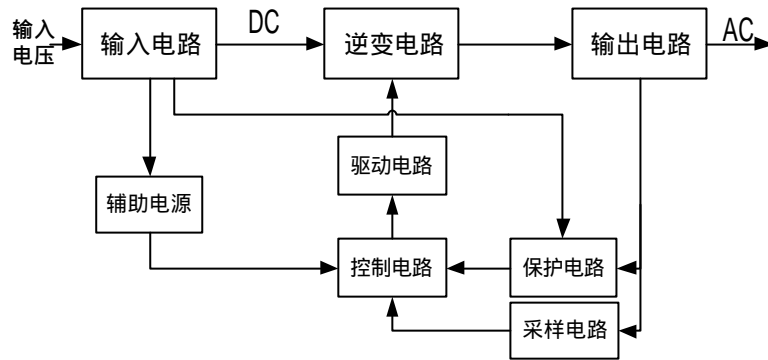 输入
电压
输入电路
DC
逆变电路
输出电路
AC
驱动电路
辅助电源
控制电路
保护电路
采样电路